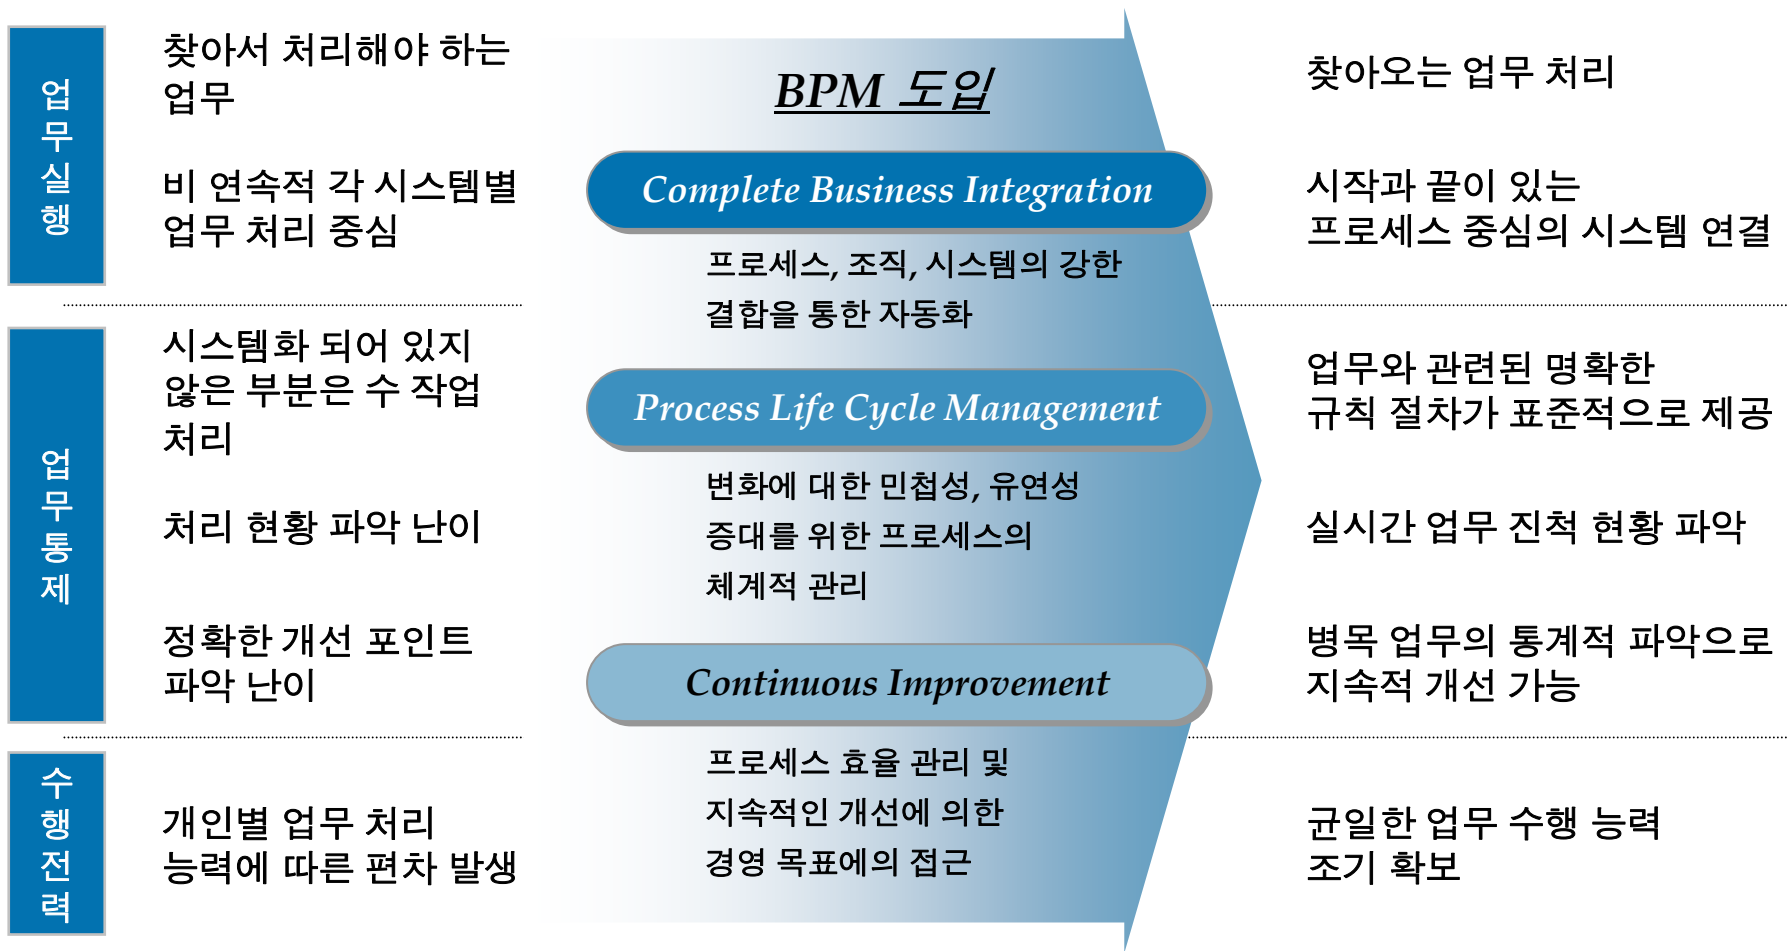 업무실행
찾아서 처리해야 하는
업무
비 연속적 각 시스템별
업무 처리 중심
업무통제
시스템화 되어 있지
않은 부분은 수 작업
처리
처리 현황 파악 난이
정확한 개선 포인트
파악 난이
수행전력
개인별 업무 처리
능력에 따른 편차 발생
BPM 도입
Complete Business Integration
프로세스, 조직, 시스템의 강한
결합을 통한 자동화
Process Life Cycle Management
변화에 대한 민첩성, 유연성
증대를 위한 프로세스의
체계적 관리
Continuous Improvement
프로세스 효율 관리 및
지속적인 개선에 의한
경영 목표에의 접근
찾아오는 업무 처리
시작과 끝이 있는
프로세스 중심의 시스템 연결
업무와 관련된 명확한
규칙 절차가 표준적으로 제공
실시간 업무 진척 현황 파악
병목 업무의 통계적 파악으로
지속적 개선 가능
균일한 업무 수행 능력
조기 확보